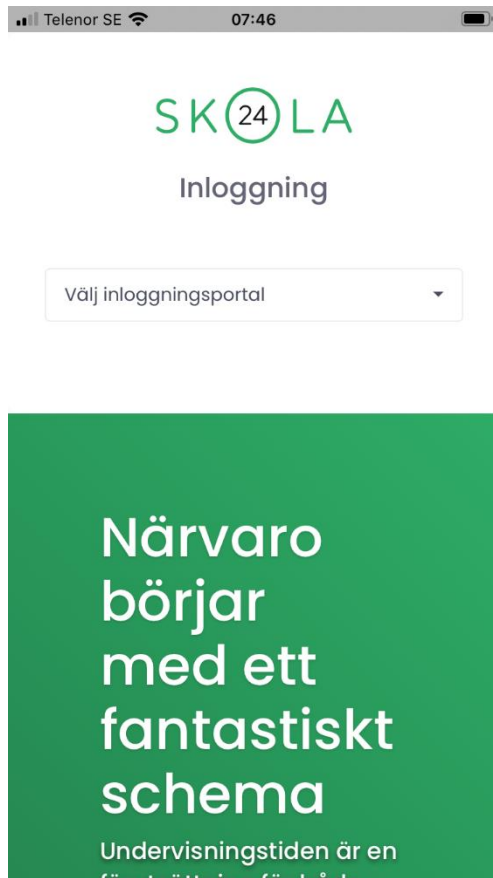 Telenor SE 07:46
SK24LA
Inloggning
Välj inloggningsportal
Närvaro
börjar
med ett
fantastiskt
schema
Undervisningstiden är en